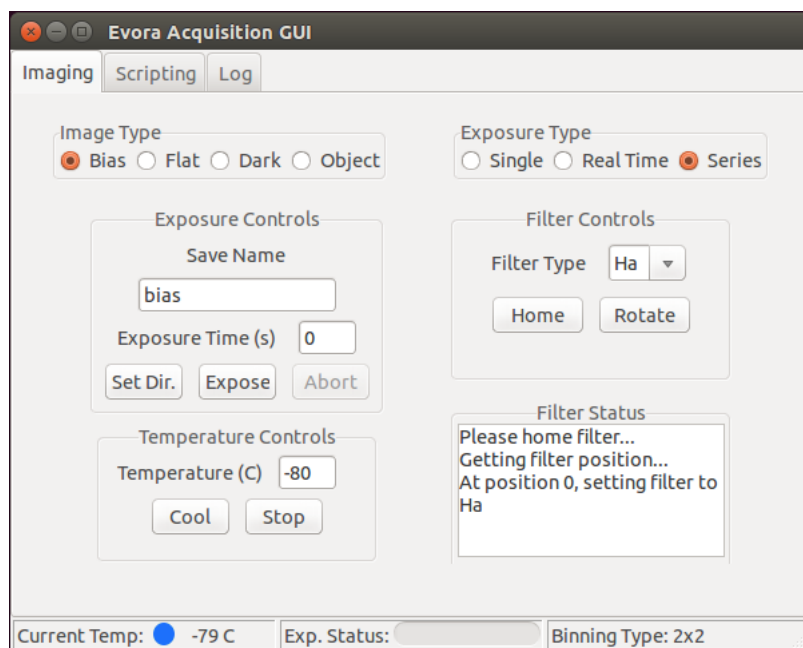 Evora Acquisition GUI
Imaging Scripting Log
Image Type
Bias Flat Dark Object
Exposure Type
Single Real Time Series
Exposure Controls
Save Name
bias
Exposure Time (s) 0
Set Dir. Expose Abort
Filter Controls
Filter Type Ha
Home Rotate
Temperature Controls
Temperature (C) -80
Cool Stop
Filter Status
Please home filter...
Getting filter position...
At position 0, setting filter to
Ha
Current Temp: -79 C Exp. Status: Binning Type: 2x2